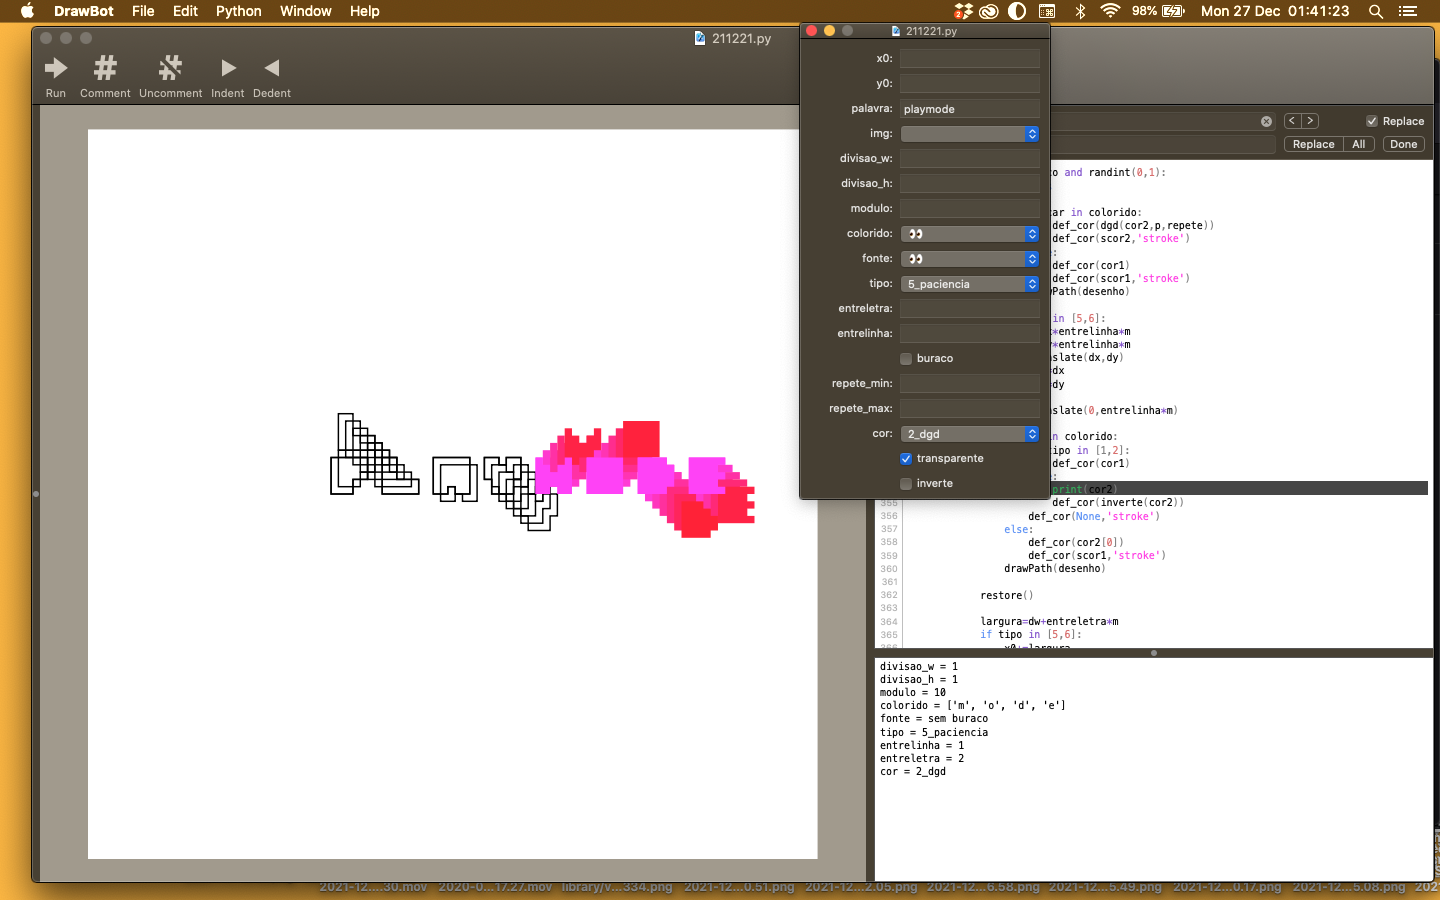 DrawBot File Edit Python Window Help 98% Mon 27 Dec 01:41:23
211221.py
Run Comment Uncomment Indent Dedent
211221.py
x0:
y0:
palavra: playmode
img:
divisao_w:
divisao_h:
modulo:
colorido: 👀
fonte: 👀
tipo: 5_paciencia
entreletra:
entrelinha:
buraco
repete_min:
repete_max:
cor: 2_dgd
transparente
inverte
< > Replace
Replace All Done
to and randint(0,1):
ar in colorido:
def_cor(dgd(cor2,p,repete))
def_cor(scor2,'stroke')
:
def_cor(cor1)
def_cor(scor1,'stroke')
Path(desenho)
in [5,6]:
*entrelinha*m
*entrelinha*m
slate(dx,dy)
=dx
=dy
slate(0,entrelinha*m)
in colorido:
tipo in [1,2]:
def_cor(cor1)
:
print(cor2)
355 def_cor(inverte(cor2))
356 def_cor(None,'stroke')
357 else:
358 def_cor(cor2[0])
359 def_cor(scor1,'stroke')
360 drawPath(desenho)
361
362 restore()
363
364 largura=dw+entreletra*m
365 if tipo in [5,6]:
366 x0+=largura
divisao_w = 1
divisao_h = 1
modulo = 10
colorido = ['m', 'o', 'd', 'e']
fonte = sem buraco
tipo = 5_paciencia
entrelinha = 1
entreletra = 2
cor = 2_dgd
2021-12....30.mov 2020-0...17.27.mov library/v...334.png 2021-12...0.51.png 2021-12...2.05.png 2021-12...6.58.png 2021-12...5.49.png 2021-12...0.17.png 2021-12...5.08.png 2021